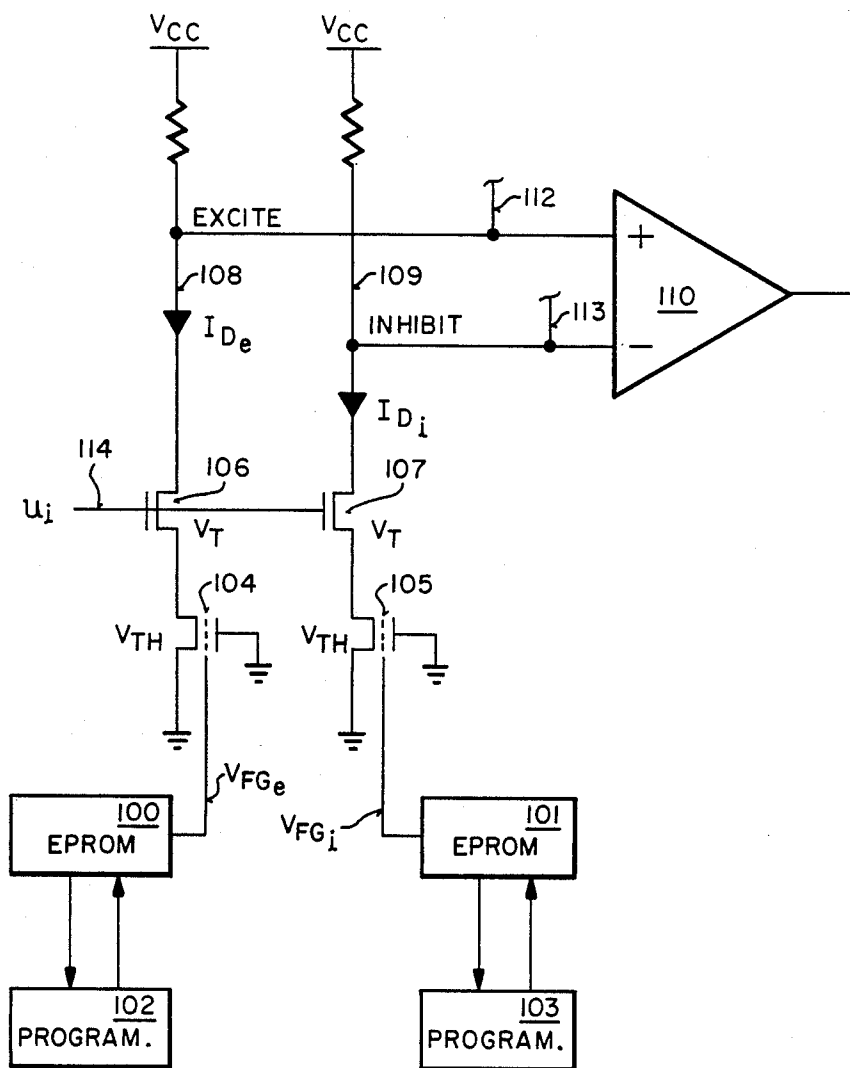 VCC VCC
EXCITE
112
108
109
+
110
113
IDe
INHIBIT
−
IDi
114
106
107
ui
VT
VT
104
105
VTH
VTH
VFGe
100
EPROM
VFGi
101
EPROM
102
PROGRAM.
103
PROGRAM.